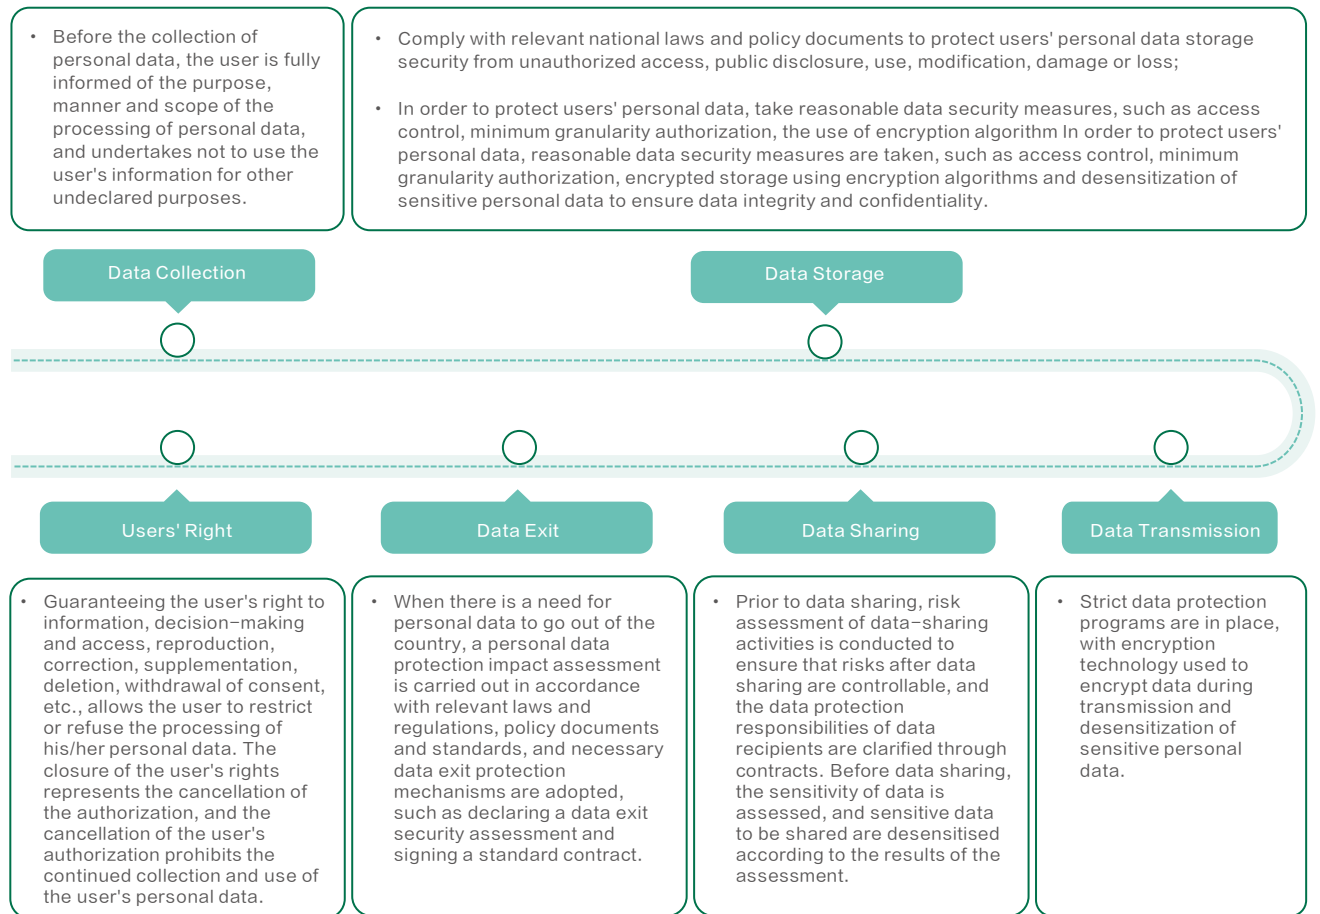 • Before the collection of
personal data, the user is fully
informed of the purpose,
manner and scope of the
processing of personal data,
and undertakes not to use the
user's information for other
undeclared purposes.
• Comply with relevant national laws and policy documents to protect users' personal data storage
security from unauthorized access, public disclosure, use, modification, damage or loss;
• In order to protect users' personal data, take reasonable data security measures, such as access
control, minimum granularity authorization, the use of encryption algorithm In order to protect users'
personal data, reasonable data security measures are taken, such as access control, minimum
granularity authorization, encrypted storage using encryption algorithms and desensitization of
sensitive personal data to ensure data integrity and confidentiality.
Data Collection
Data Storage
Users' Right
Data Exit
Data Sharing
Data Transmission
• Guaranteeing the user's right to
information, decision-making
and access, reproduction,
correction, supplementation,
deletion, withdrawal of consent,
etc., allows the user to restrict
or refuse the processing of
his/her personal data. The
closure of the user's rights
represents the cancellation of
the authorization, and the
cancellation of the user's
authorization prohibits the
continued collection and use of
the user's personal data.
• When there is a need for
personal data to go out of the
country, a personal data
protection impact assessment
is carried out in accordance
with relevant laws and
regulations, policy documents
and standards, and necessary
data exit protection
mechanisms are adopted,
such as declaring a data exit
security assessment and
signing a standard contract.
• Prior to data sharing, risk
assessment of data-sharing
activities is conducted to
ensure that risks after data
sharing are controllable, and
the data protection
responsibilities of data
recipients are clarified through
contracts. Before data sharing,
the sensitivity of data is
assessed, and sensitive data
to be shared are desensitised
according to the results of the
assessment.
• Strict data protection
programs are in place,
with encryption
technology used to
encrypt data during
transmission and
desensitization of
sensitive personal
data.